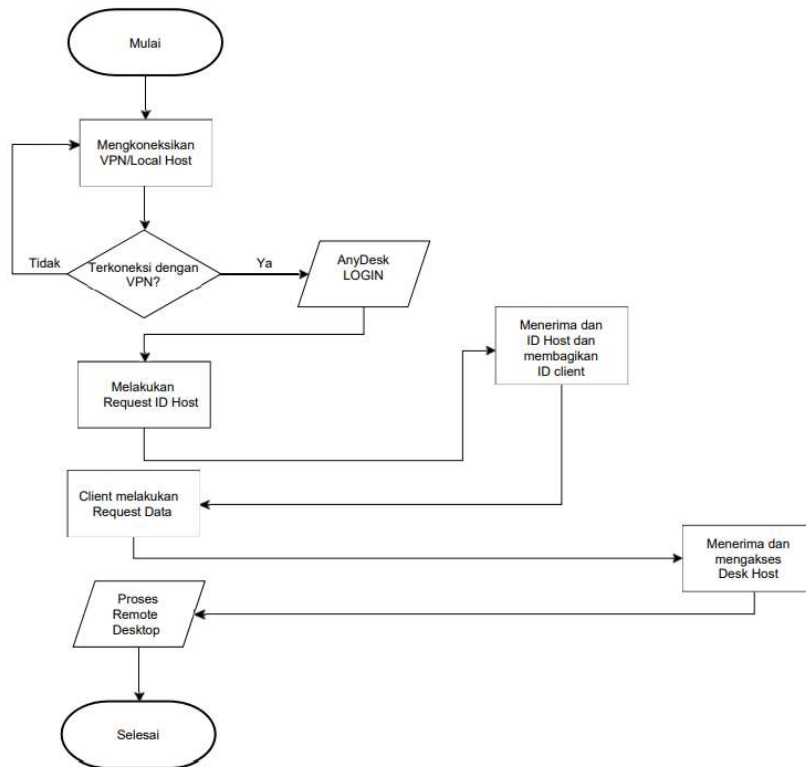 Mulai
Mengkoneksikan
VPN/Local Host
Tidak
Terkoneksi dengan
VPN?
Ya
AnyDesk
LOGIN
Melakukan
Request ID Host
Menerima dan
ID Host dan
membagikan
ID client
Client melakukan
Request Data
Menerima dan
mengakses
Desk Host
Proses
Remote
Desktop
Selesai